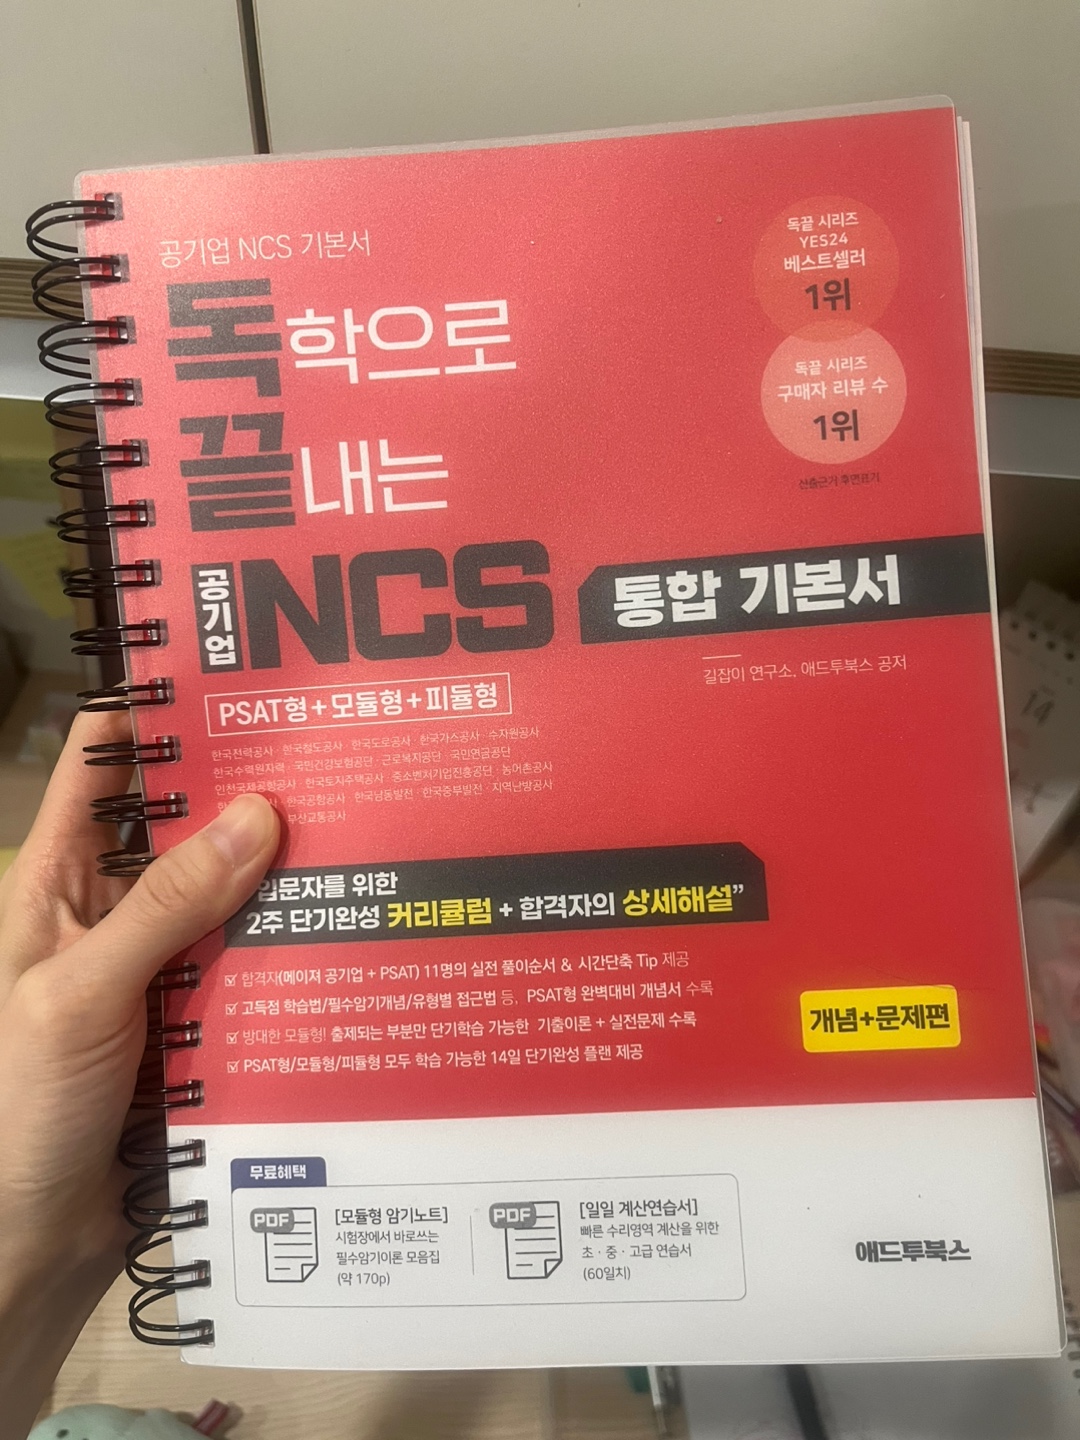 공기업 NCS 기본서
독학으로
끝내는
공기업 NCS 통합 기본서
독끝 시리즈
YES24
베스트셀러
1위
독끝 시리즈
구매자 리뷰 수
1위
산출근거 후면표기
길잡이 연구소, 애드투북스 공저
PSAT형+모듈형+피듈형
한국전력공사 · 한국철도공사 · 한국도로공사 · 한국가스공사 · 수자원공사
한국수력원자력 · 국민건강보험공단 · 근로복지공단 · 국민연금공단
인천국제공항공사 · 한국토지주택공사 · 중소벤처기업진흥공단 · 농어촌공사
한국공항공사 · 한국남동발전 · 한국중부발전 · 지역난방공사
부산교통공사
입문자를 위한
2주 단기완성 커리큘럼 + 합격자의 상세해설”
합격자(메이져 공기업 + PSAT) 11명의 실전 풀이순서 & 시간단축 Tip 제공
고득점 학습법/필수암기개념/유형별 접근법 등, PSAT형 완벽대비 개념서 수록
방대한 모듈형! 출제되는 부분만 단기학습 가능한 기출이론 + 실전문제 수록
PSAT형/모듈형/피듈형 모두 학습 가능한 14일 단기완성 플랜 제공
개념+문제편
무료혜택
PDF
[모듈형 암기노트]
시험장에서 바로쓰는
필수암기이론 모음집
(약 170p)
PDF
[일일 계산연습서]
빠른 수리영역 계산을 위한
초 · 중 · 고급 연습서
(60일치)
애드투북스
14